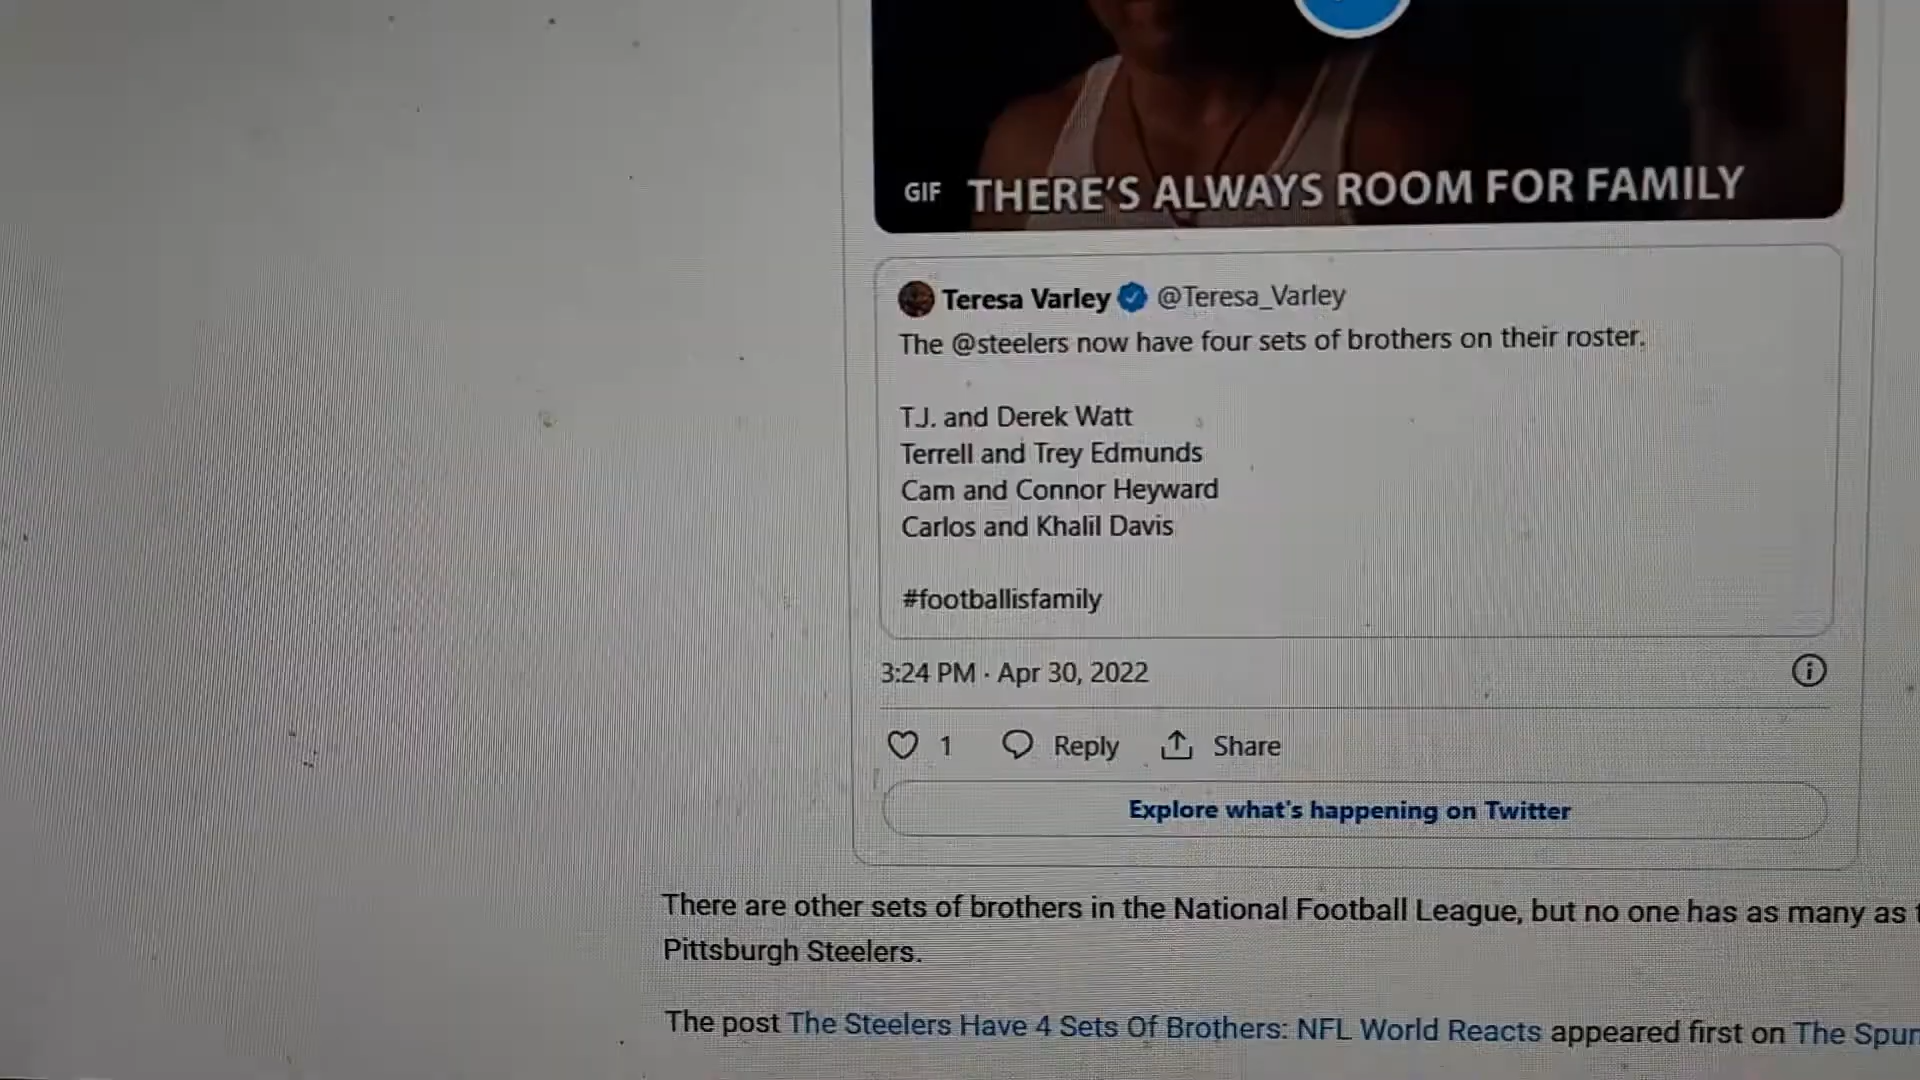 GIF THERE'S ALWAYS ROOM FOR FAMILY
Teresa Varley @Teresa_Varley
The @steelers now have four sets of brothers on their roster.
T.J. and Derek Watt
Terrell and Trey Edmunds
Cam and Connor Heyward
Carlos and Khalil Davis
#footballisfamily
3:24 PM · Apr 30, 2022
1 Reply Share
Explore what's happening on Twitter
There are other sets of brothers in the National Football League, but no one has as many as
Pittsburgh Steelers.
The post The Steelers Have 4 Sets Of Brothers: NFL World Reacts appeared first on The Spun